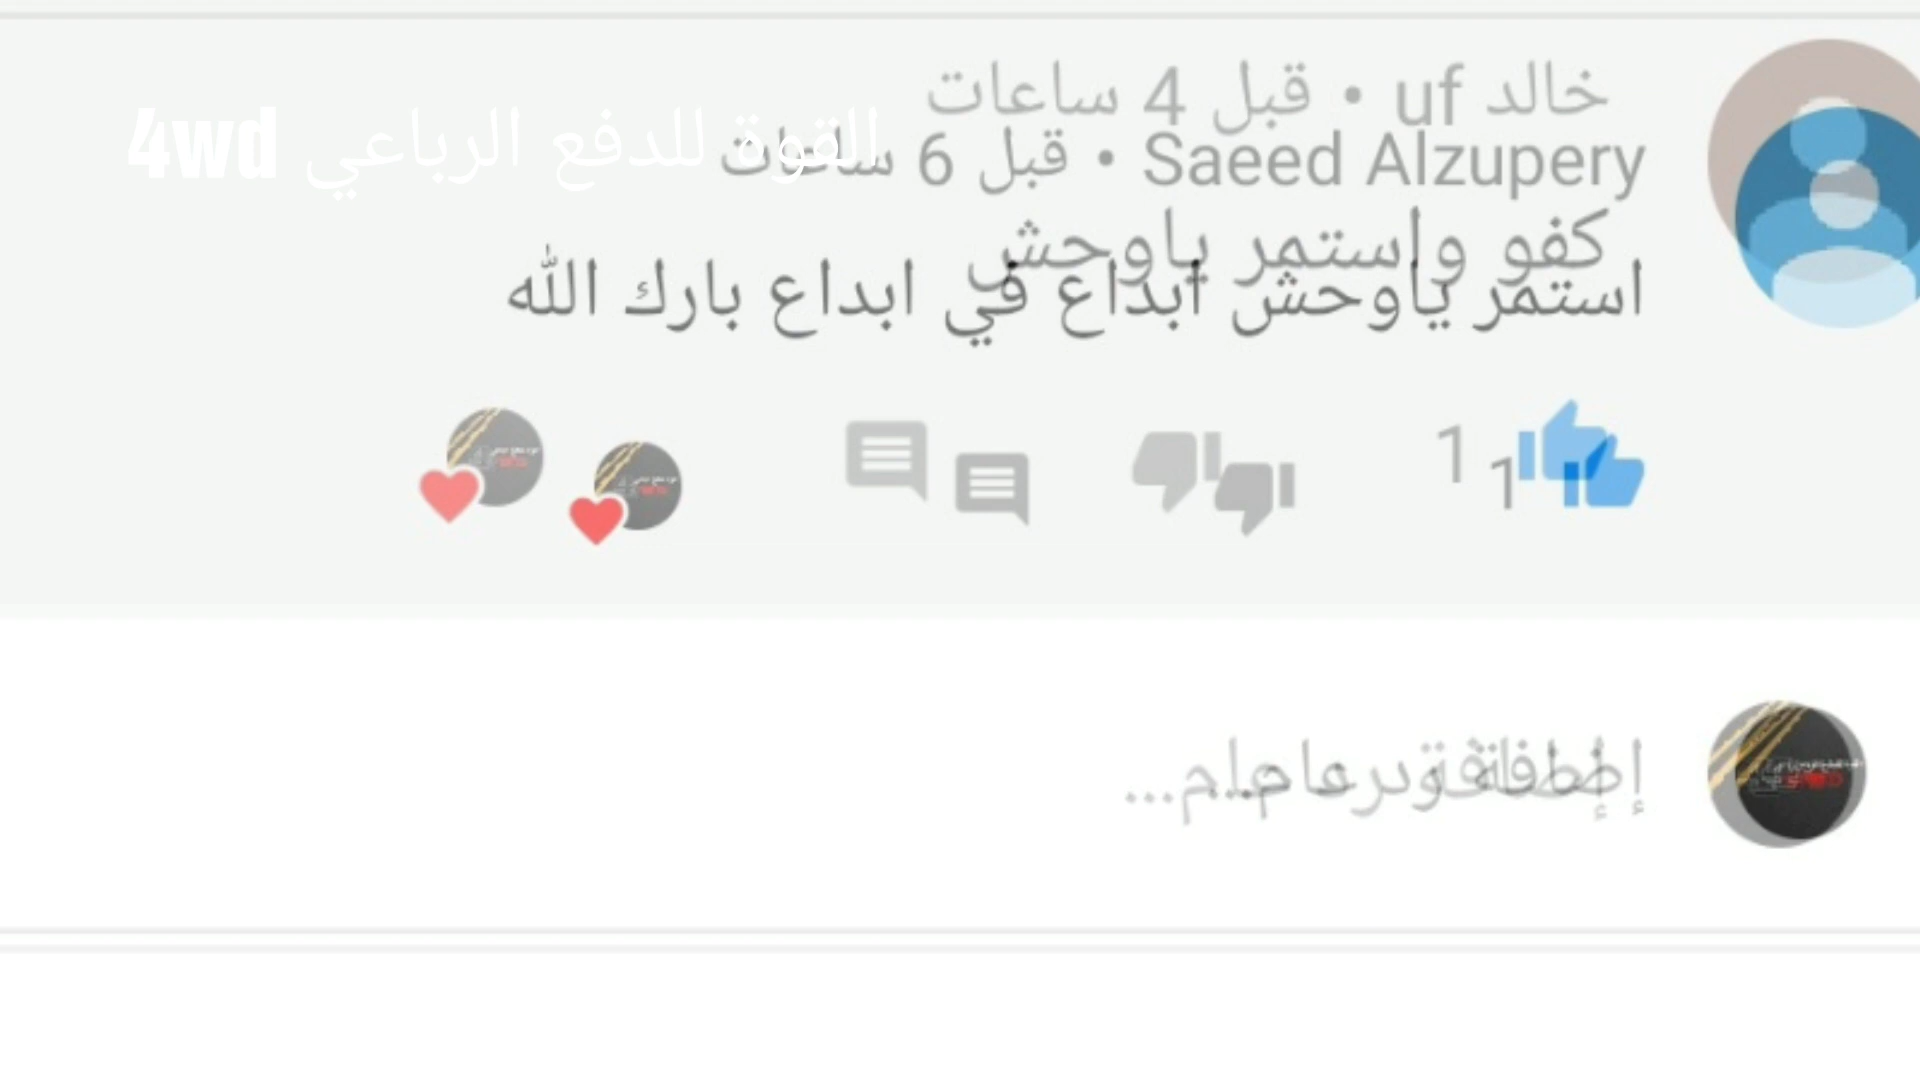 خالد uf • قبل 4 ساعات
القوة للدفع الرباعي 4wd
Saeed Alzupery • قبل 6 ساعات
كفو واستمر ياوحش
استمر ياوحش ابداع في ابداع بارك الله
1
1